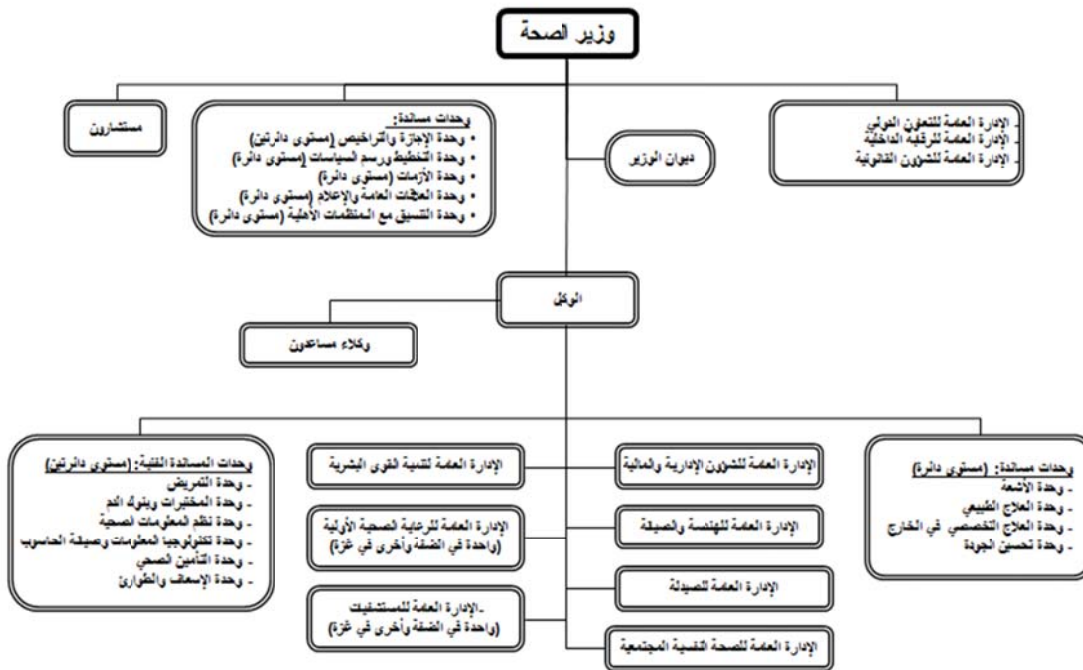 وزير الصحة
- الإدارة العامة للتعاون الدولي
- الإدارة العامة للرقابة الداخلية
- الإدارة العامة للشؤون القانونية
ديوان الوزير
وحدات مساندة:
• وحدة الإجازة والتراخيص (مستوى دائرتين)
• وحدة التخطيط ورسم السياسات (مستوى دائرة)
• وحدة الأزمات (مستوى دائرة)
• وحدة العلاقات العامة والإعلام (مستوى دائرة)
• وحدة التنسيق مع المنظمات الأهلية (مستوى دائرة)
مستشارون
الوكيل
وكلاء مساعدون
وحدات مساندة: (مستوى دائرة)
- وحدة الأشعة
- وحدة العلاج الطبيعي
- وحدة العلاج التخصصي في الخارج
- وحدة تحسين الجودة
الإدارة العامة للشؤون الإدارية والمالية
الإدارة العامة للهندسة والصيانة
الإدارة العامة للصيدلة
الإدارة العامة للصحة النفسية المجتمعية
الإدارة العامة لتنمية القوى البشرية
الإدارة العامة للرعاية الصحية الأولية
(واحدة في الضفة وأخرى في غزة)
-الإدارة العامة للمستشفيات
(واحدة في الضفة وأخرى في غزة)
وحدات المساندة الفنية: (مستوى دائرتين)
- وحدة التمريض
- وحدة المختبرات وبنوك الدم
- وحدة نظم المعلومات الصحية
- وحدة تكنولوجيا المعلومات وصيانة الحاسوب
- وحدة التأمين الصحي
- وحدة الإسعاف والطوارئ